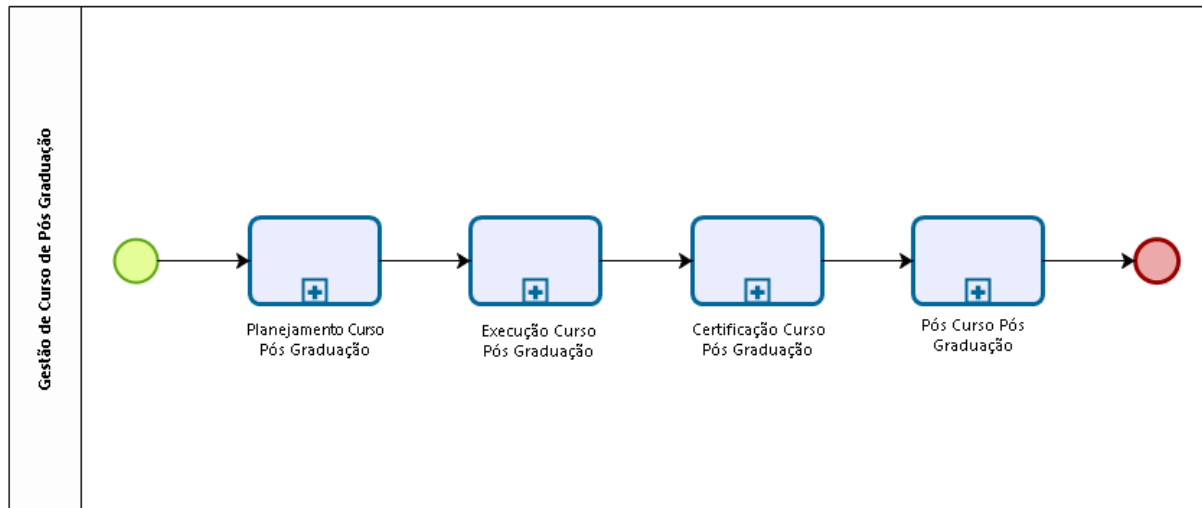 Gestão de Curso de Pós Graduação
Planejamento Curso
Pós Graduação
Execução Curso
Pós Graduação
Certificação Curso
Pós Graduação
Pós Curso Pós
Graduação